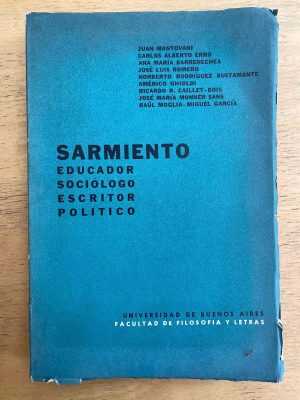 JUAN MANTOVANI
CARLOS ALBERTO ERRO
ANA MARÍA BARRENECHEA
JOSÉ LUIS ROMERO
NORBERTO RODRÍGUEZ BUSTAMANTE
AMÉRICO GHIOLDI
RICARDO R. CAILLET-BOIS
JOSÉ MARÍA MONNER SANS
RAÚL MOGLIA-MIGUEL GARCÍA
SARMIENTO
EDUCADOR
SOCIÓLOGO
ESCRITOR
POLÍTICO
UNIVERSIDAD DE BUENOS AIRES
FACULTAD DE FILOSOFIA Y LETRAS